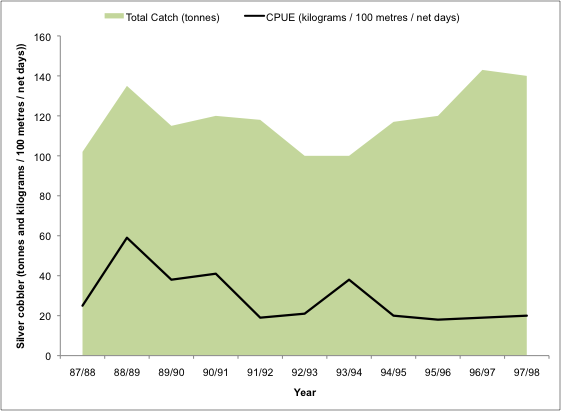 Total Catch (tonnes) CPUE (kilograms / 100 metres / net days)
Silver cobbler (tonnes and kilograms / 100 metres / net days))
160
140
120
100
80
60
40
20
0
87/88 88/89 89/90 90/91 91/92 92/93 93/94 94/95 95/96 96/97 97/98
Year